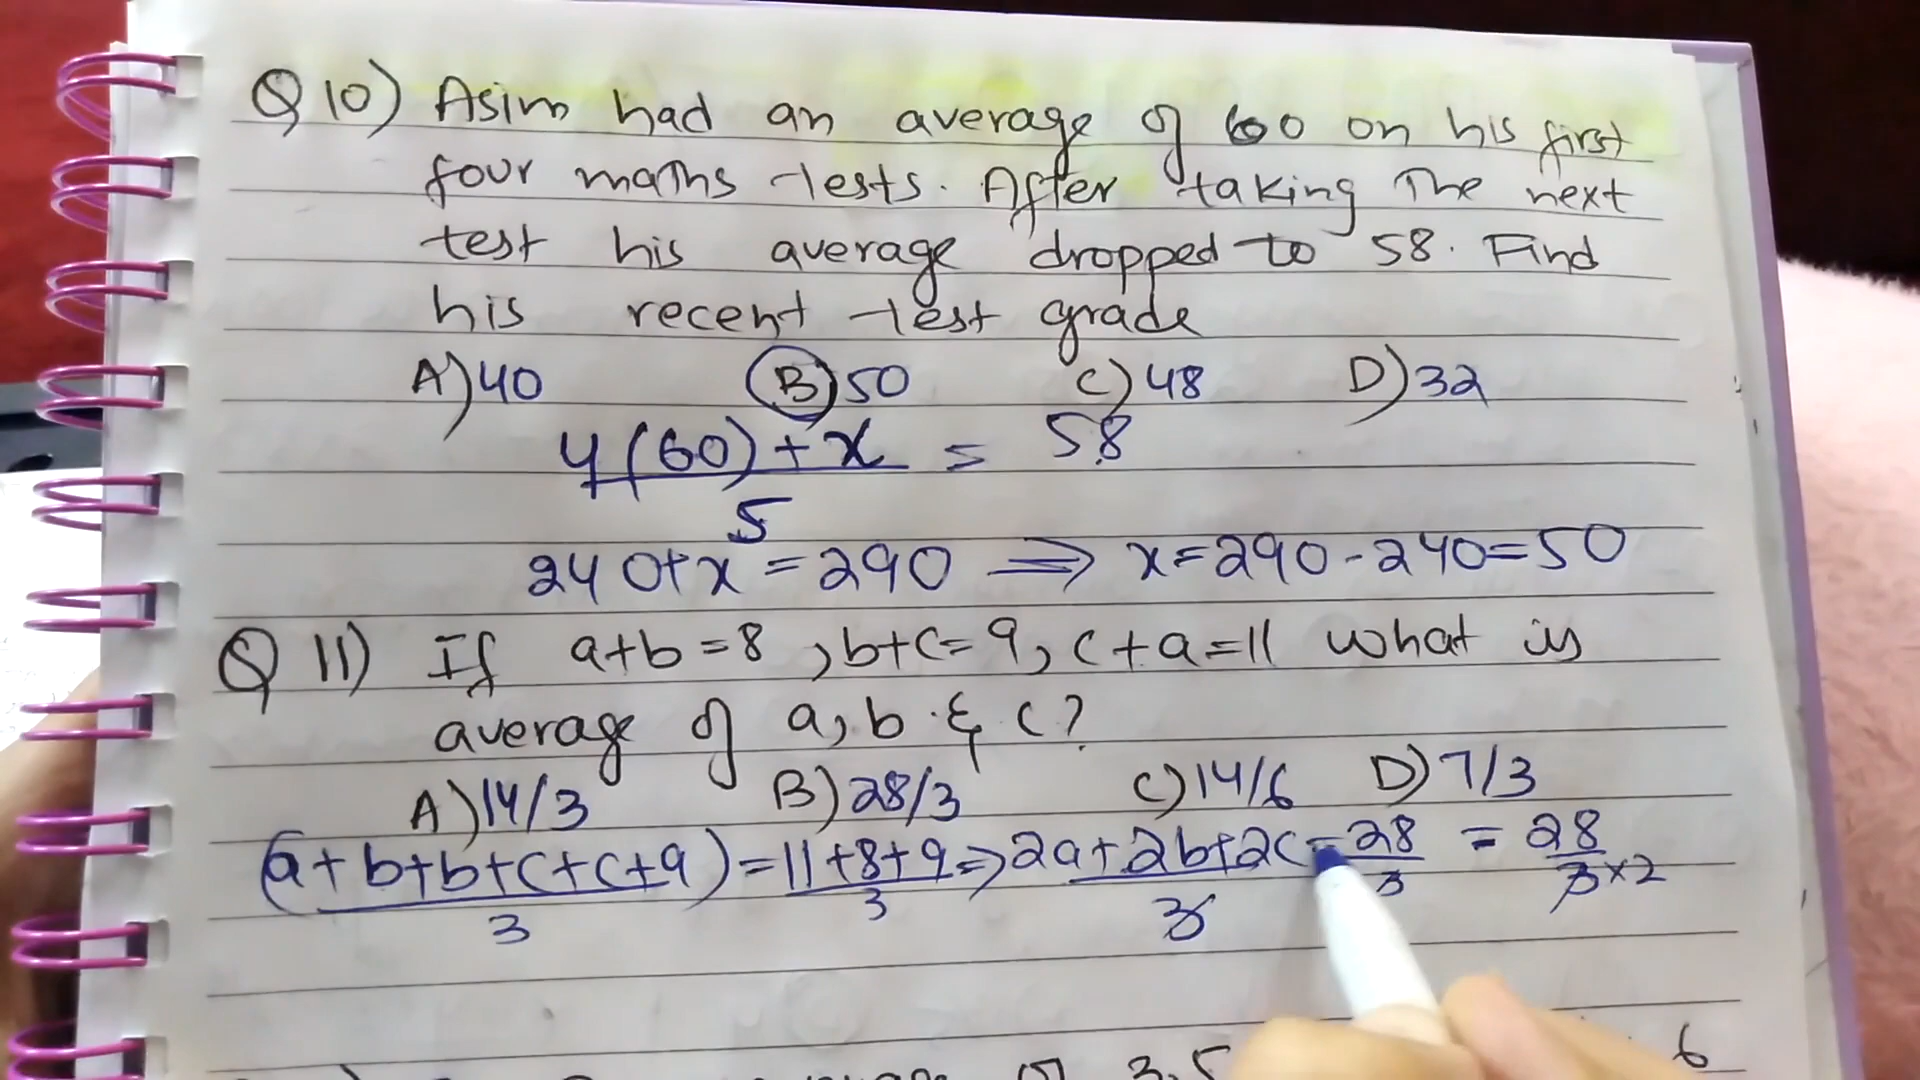 Q 10) Asim had an average of 60 on his first
four maths tests. After taking The next
test his average dropped to 58. Find
his recent test grade
A) 40 B) 50 C) 48 D) 32
4(60) + x = 58
5
240 + x = 290 ⇒ x = 290 - 240 = 50
Q 11) If a+b=8, b+c=9, c+a=11 what is
average of a, b & c?
A) 14/3 B) 28/3 C) 14/6 D) 7/3
(a+b+b+c+c+a) = 11+8+9 ⇒ 2a+2b+2c = 28 = 28
3 3 3 3 3×2
3,5 6